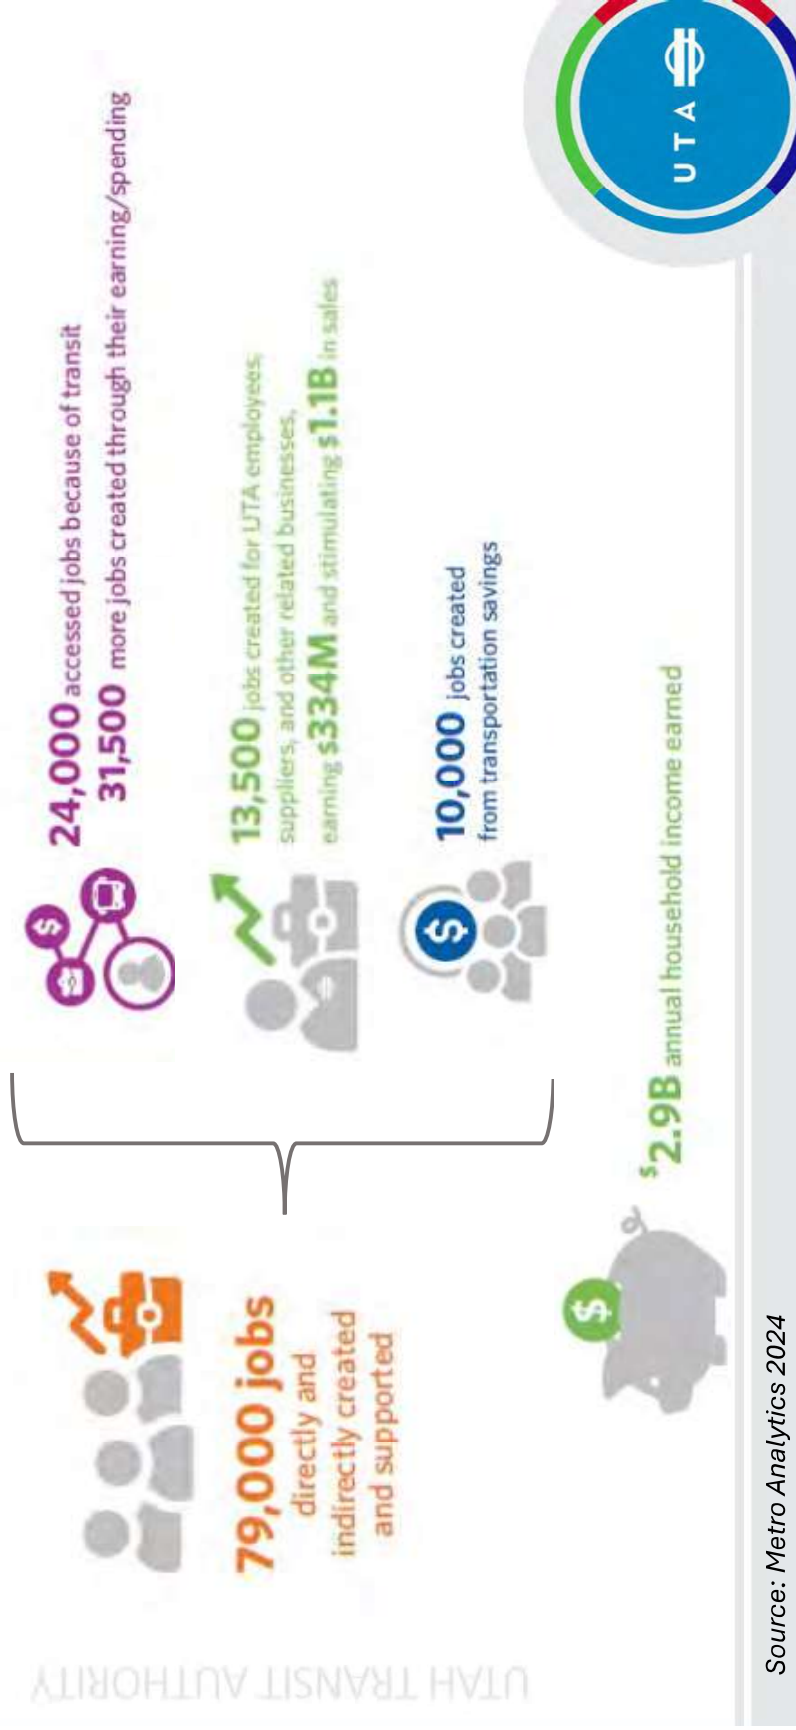 UTAH TRANSIT AUTHORITY
79,000 jobs
directly and
indirectly created
and supported
24,000 accessed jobs because of transit
31,500 more jobs created through their earning/spending
13,500 jobs created for UTA employees,
suppliers, and other related businesses,
earning $334M and stimulating $1.1B in sales
10,000 jobs created
from transportation savings
$2.9B annual household income earned
Source: Metro Analytics 2024
UTA